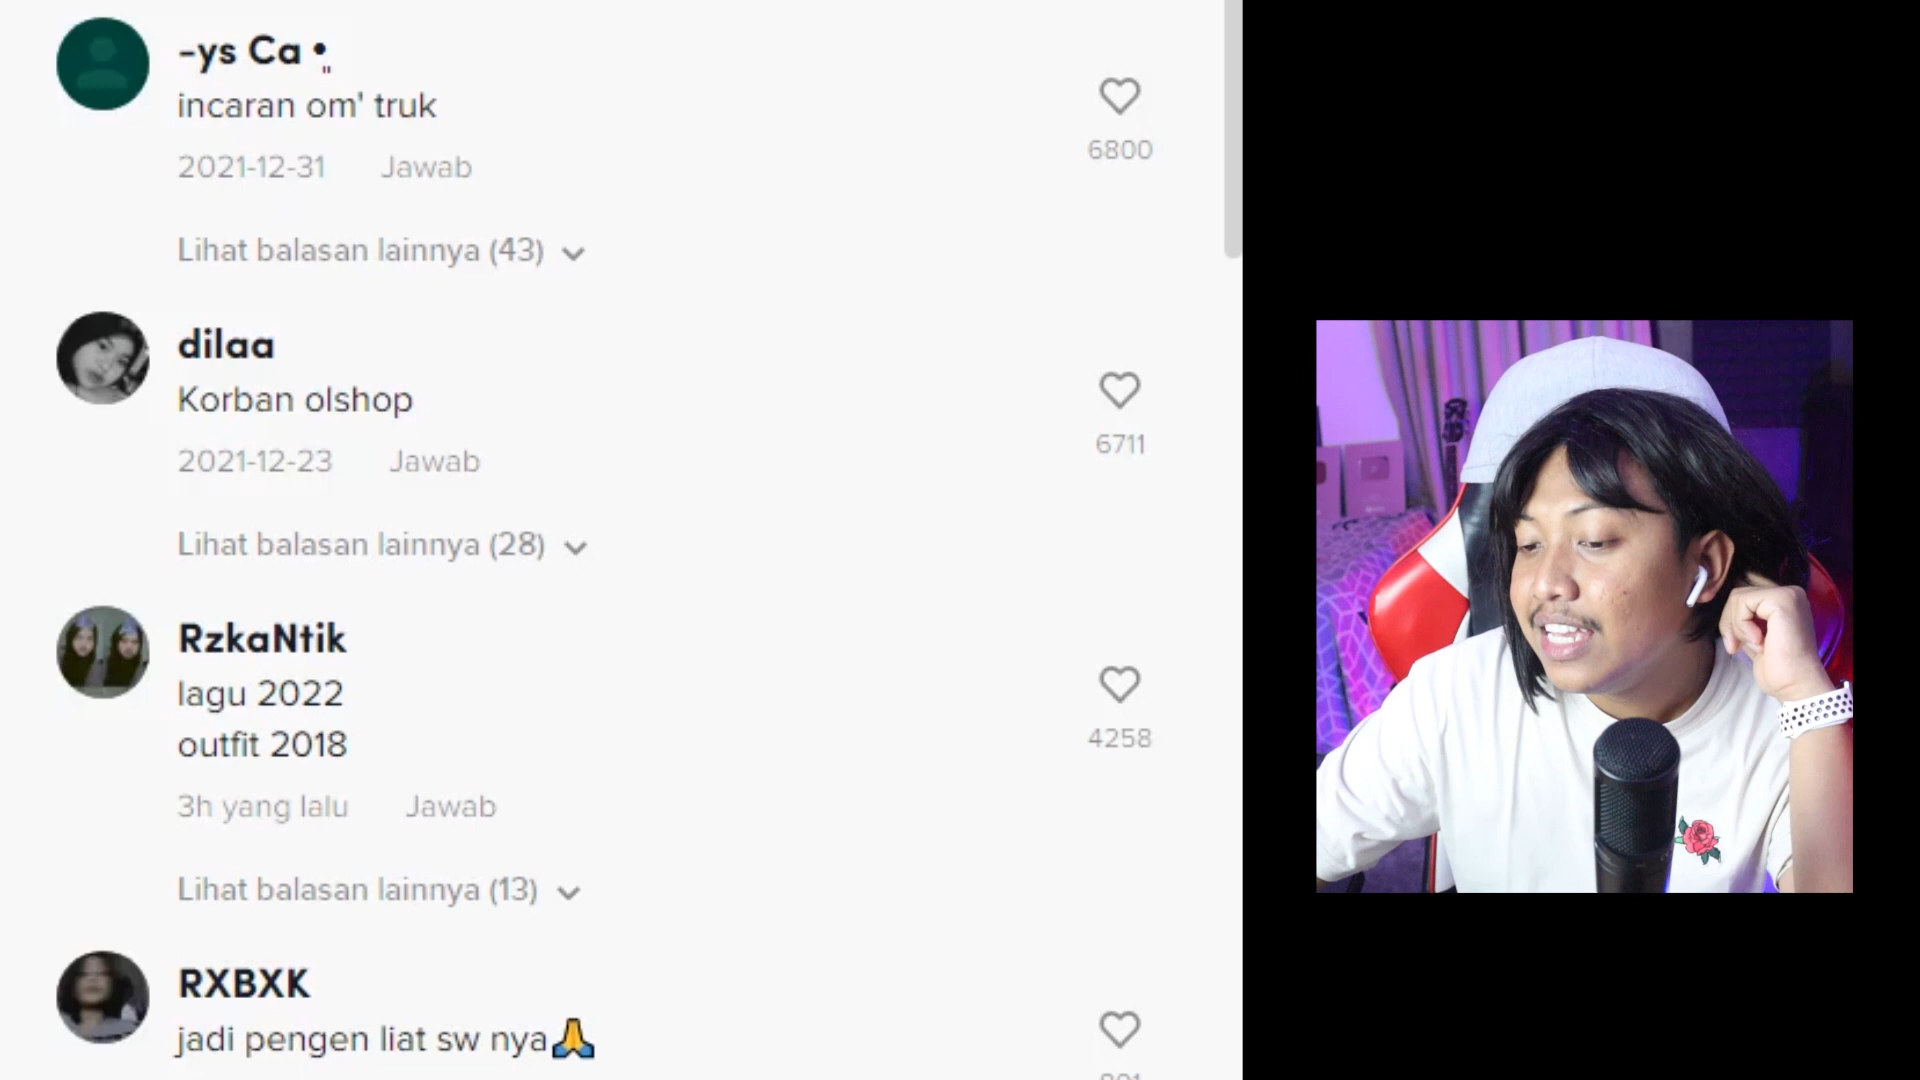 -ys Ca •
incaran om' truk
6800
2021-12-31 Jawab
Lihat balasan lainnya (43)
dilaa
Korban olshop
6711
2021-12-23 Jawab
Lihat balasan lainnya (28)
RzkaNtik
lagu 2022
outfit 2018
4258
3h yang lalu Jawab
Lihat balasan lainnya (13)
RXBXK
jadi pengen liat sw nya🙏